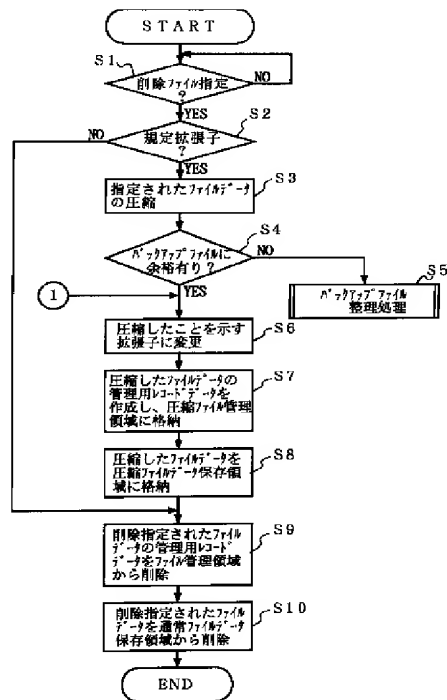 START
S1
削除ファイル指定
?
NO
YES
S2
NO
規定拡張子
?
YES
S3
指定されたファイルデータ
の圧縮
S4
バックアップファイルに
余裕有り?
NO
S5
バックアップファイル
整理処理
1
YES
S6
圧縮したことを示す
拡張子に変更
S7
圧縮したファイルデータの
管理用レコードデータを
作成し、圧縮ファイル管理
領域に格納
S8
圧縮したファイルデータを
圧縮ファイルデータ保存領
域に格納
S9
削除指定されたファイル
データの管理用レコード
データをファイル管理領域
から削除
S10
削除指定されたファイル
データを通常ファイルデータ
保存領域から削除
END